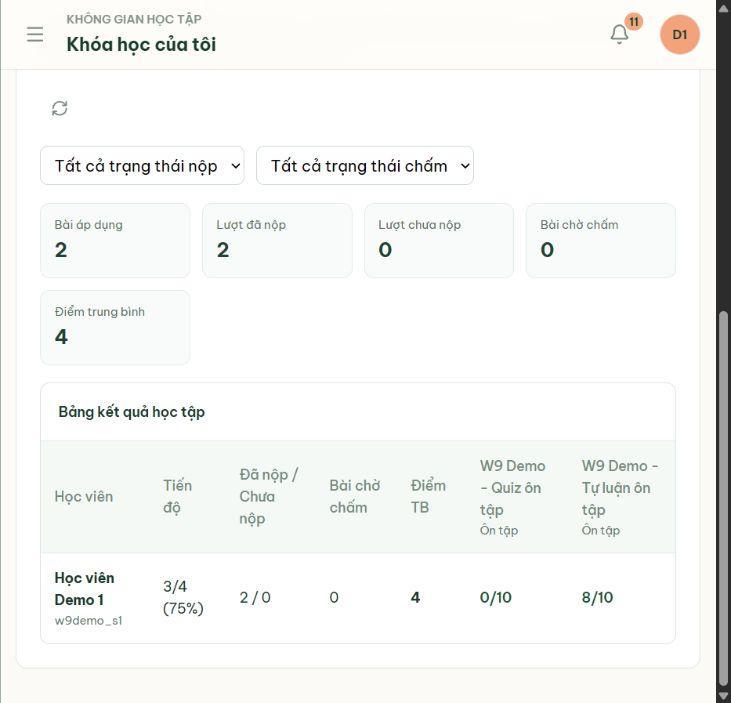 KHÔNG GIAN HỌC TẬP
Khóa học của tôi
11
D1
Tất cả trạng thái nộp
Tất cả trạng thái chấm
Bài áp dụng
2
Lượt đã nộp
2
Lượt chưa nộp
0
Bài chờ chấm
0
Điểm trung bình
4
Bảng kết quả học tập
Học viên
Tiến
độ
Đã nộp /
Chưa
nộp
Bài chờ
chấm
Điểm
TB
W9 Demo
- Quiz ôn
tập
Ôn tập
W9 Demo -
Tự luận ôn
tập
Ôn tập
Học viên
Demo 1
w9demo_s1
3/4
(75%)
2 / 0
0
4
0/10
8/10